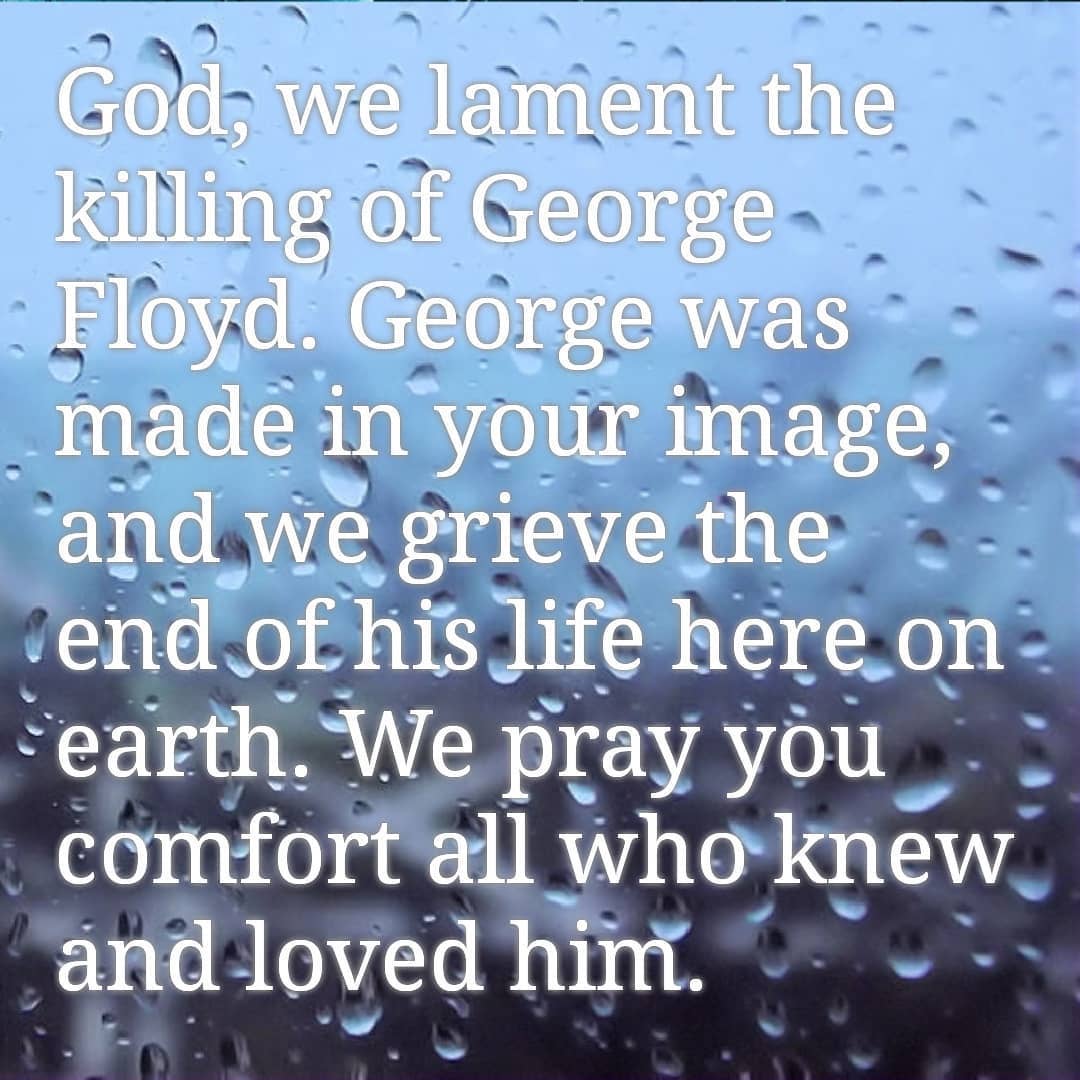 God, we lament the
killing of George
Floyd. George was
made in your image,
and we grieve the
end of his life here on
earth. We pray you
comfort all who knew
and loved him.